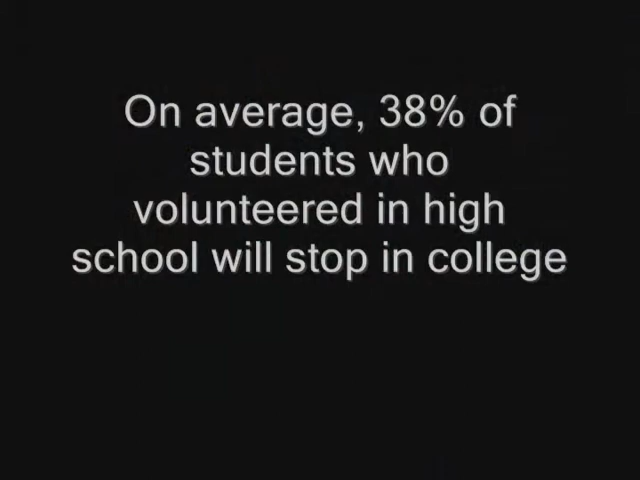 On average, 38% of
students who
volunteered in high
school will stop in college